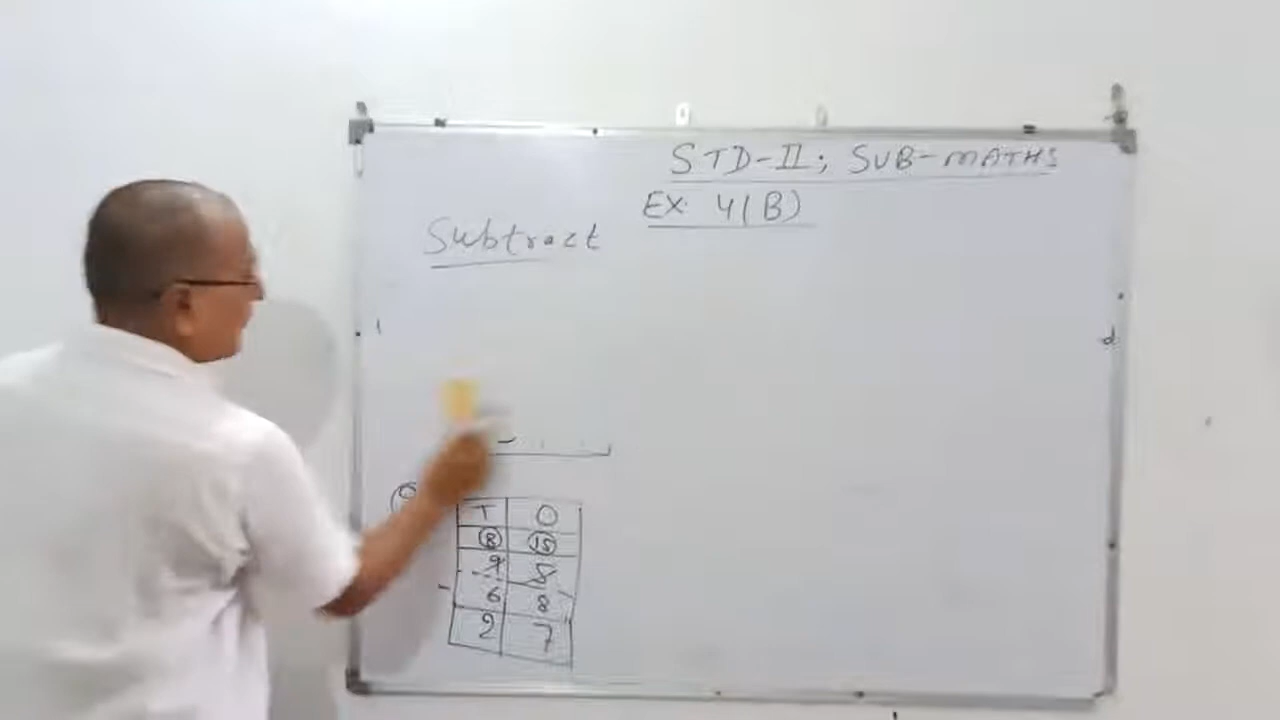 STD-II; SUB-MATHS
EX. 4(B)
Subtract
T O
8 15
9 5
- 6 8
2 7